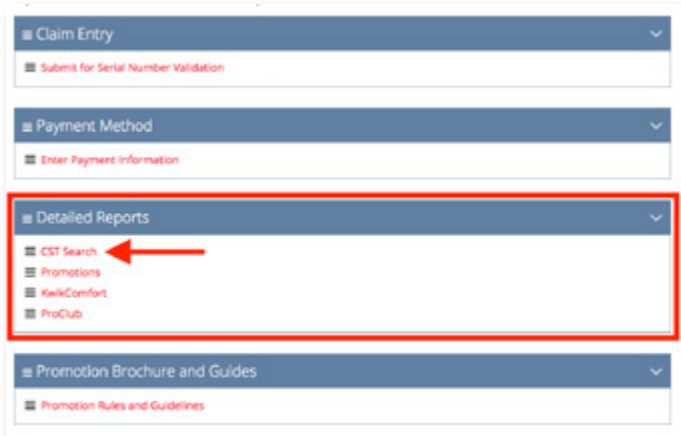 Claim Entry
Submit for Serial Number Validation
Payment Method
Enter Payment Information
Detailed Reports
CST Search
Promotions
KwikComfort
ProClub
Promotion Brochure and Guides
Promotion Rules and Guidelines